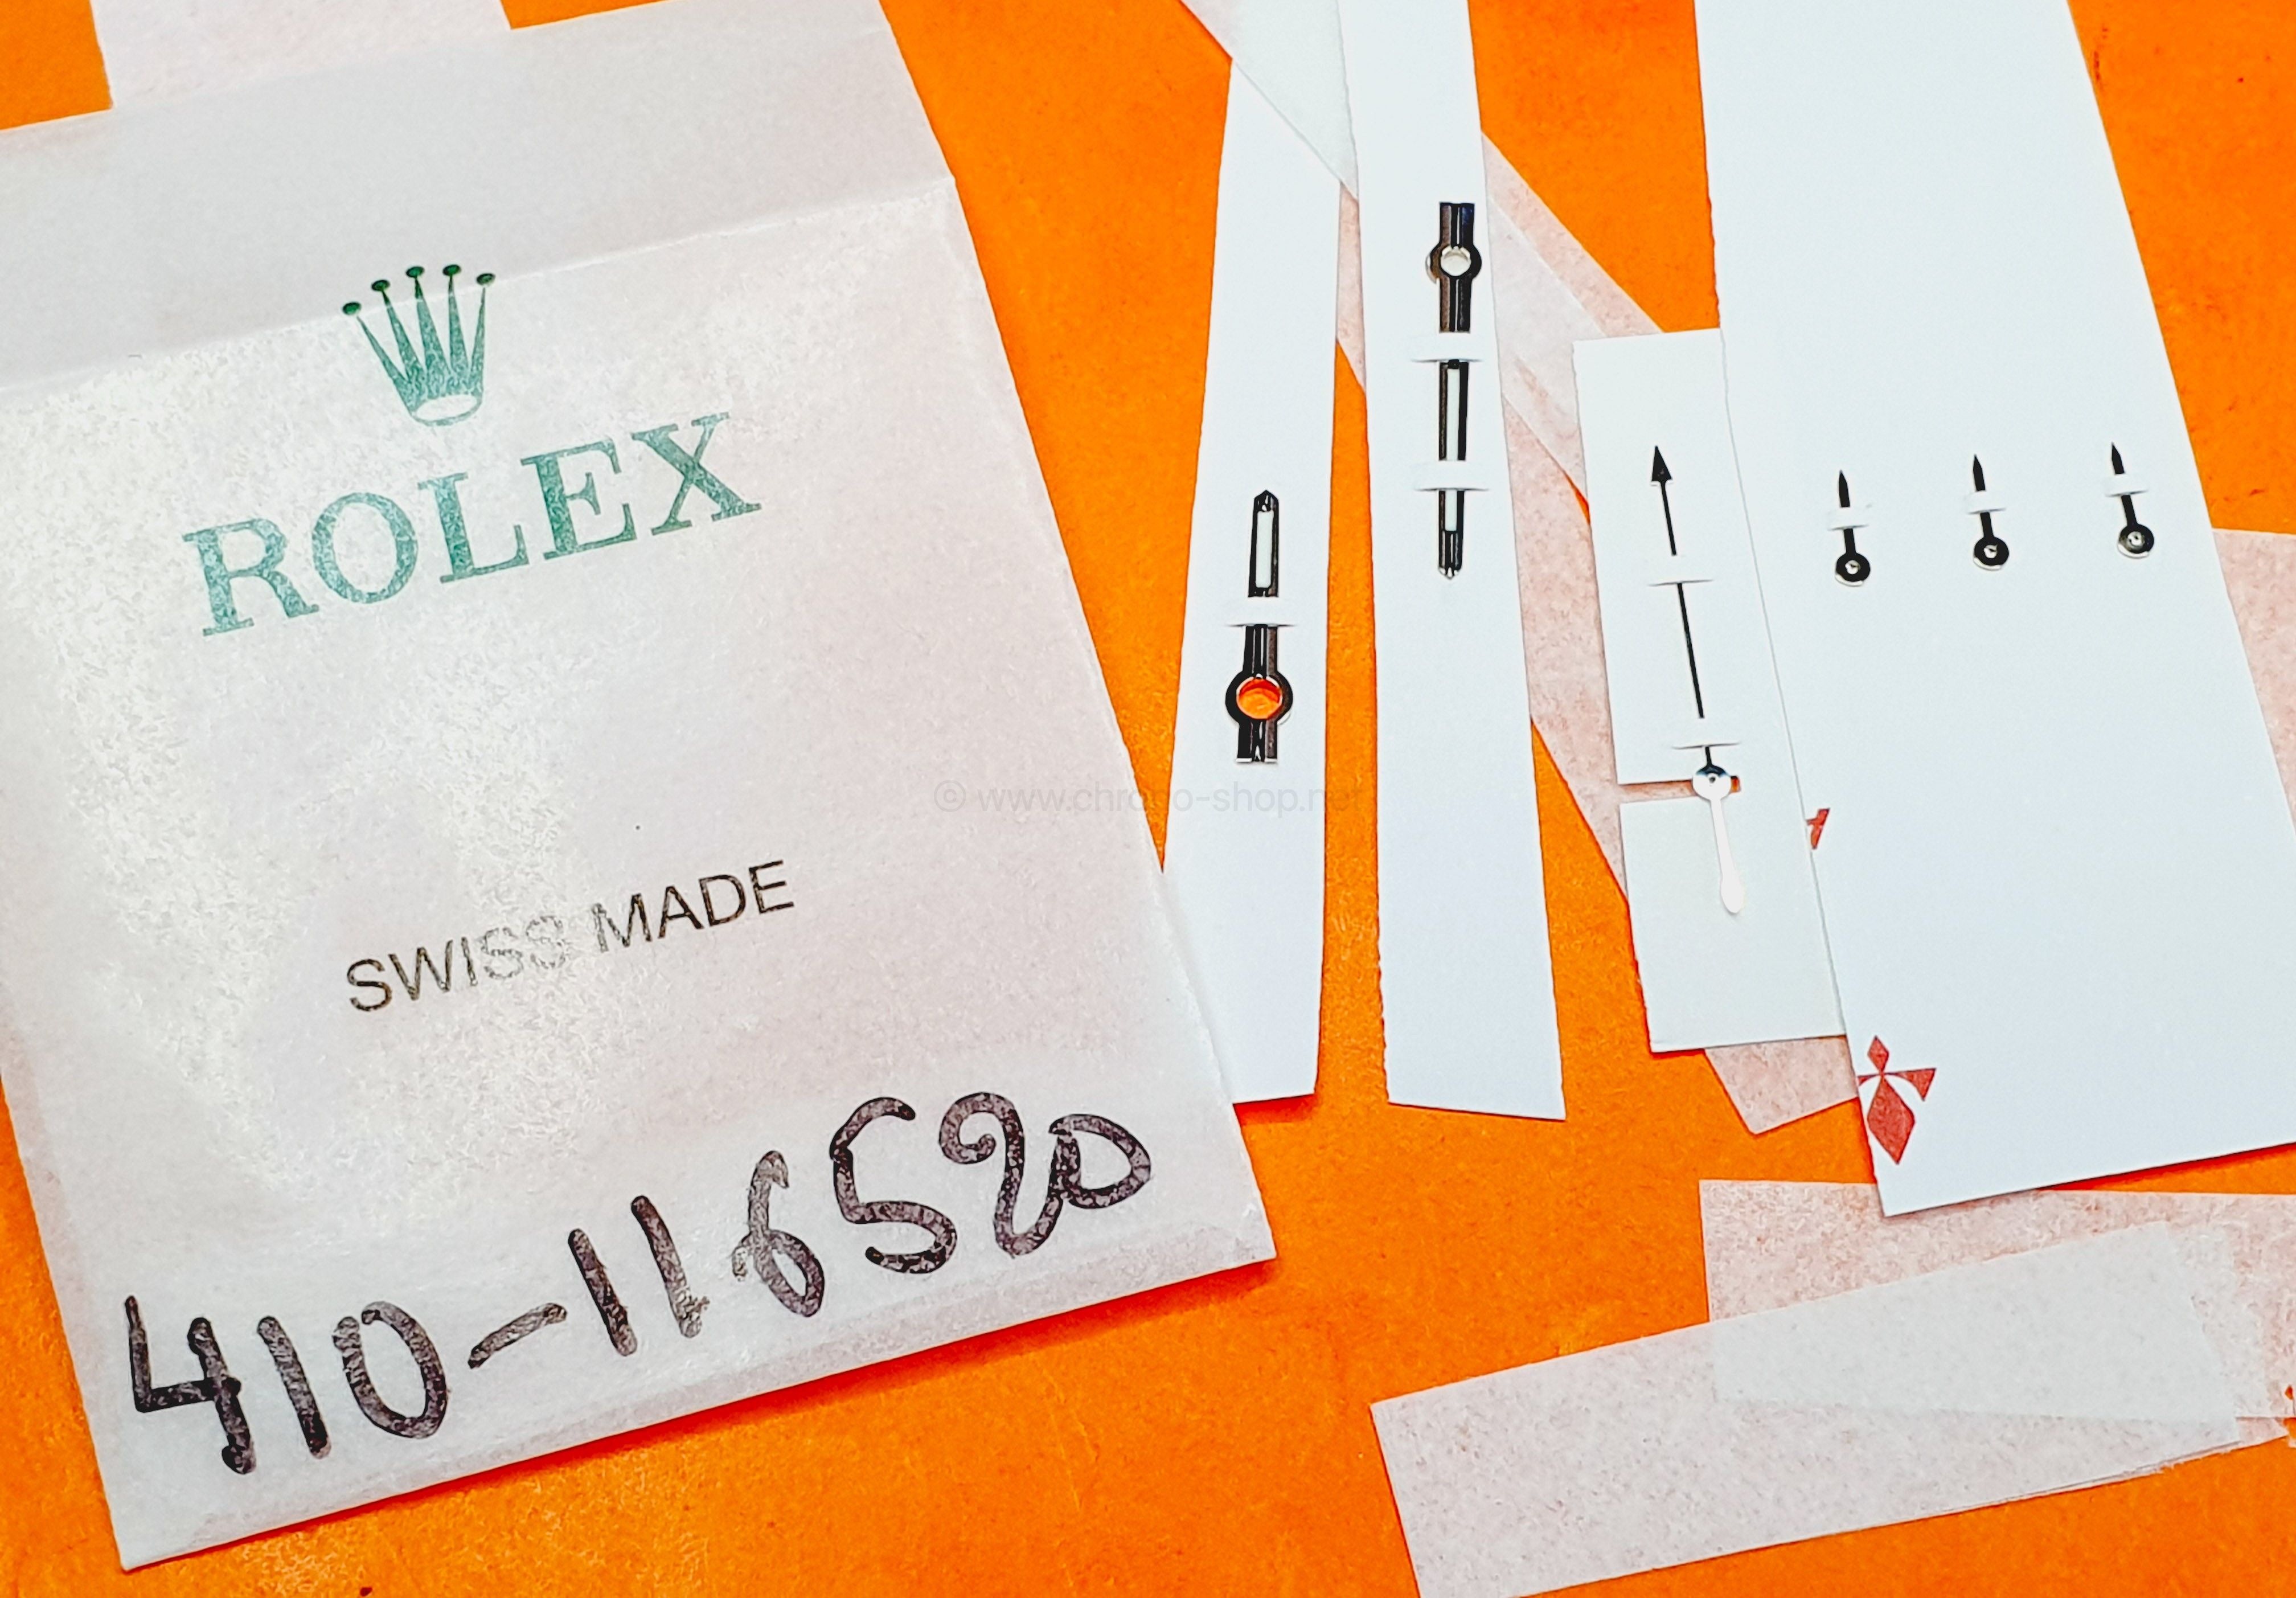 ROLEX
© www.chrono-shop.net
SWISS MADE
410-116520